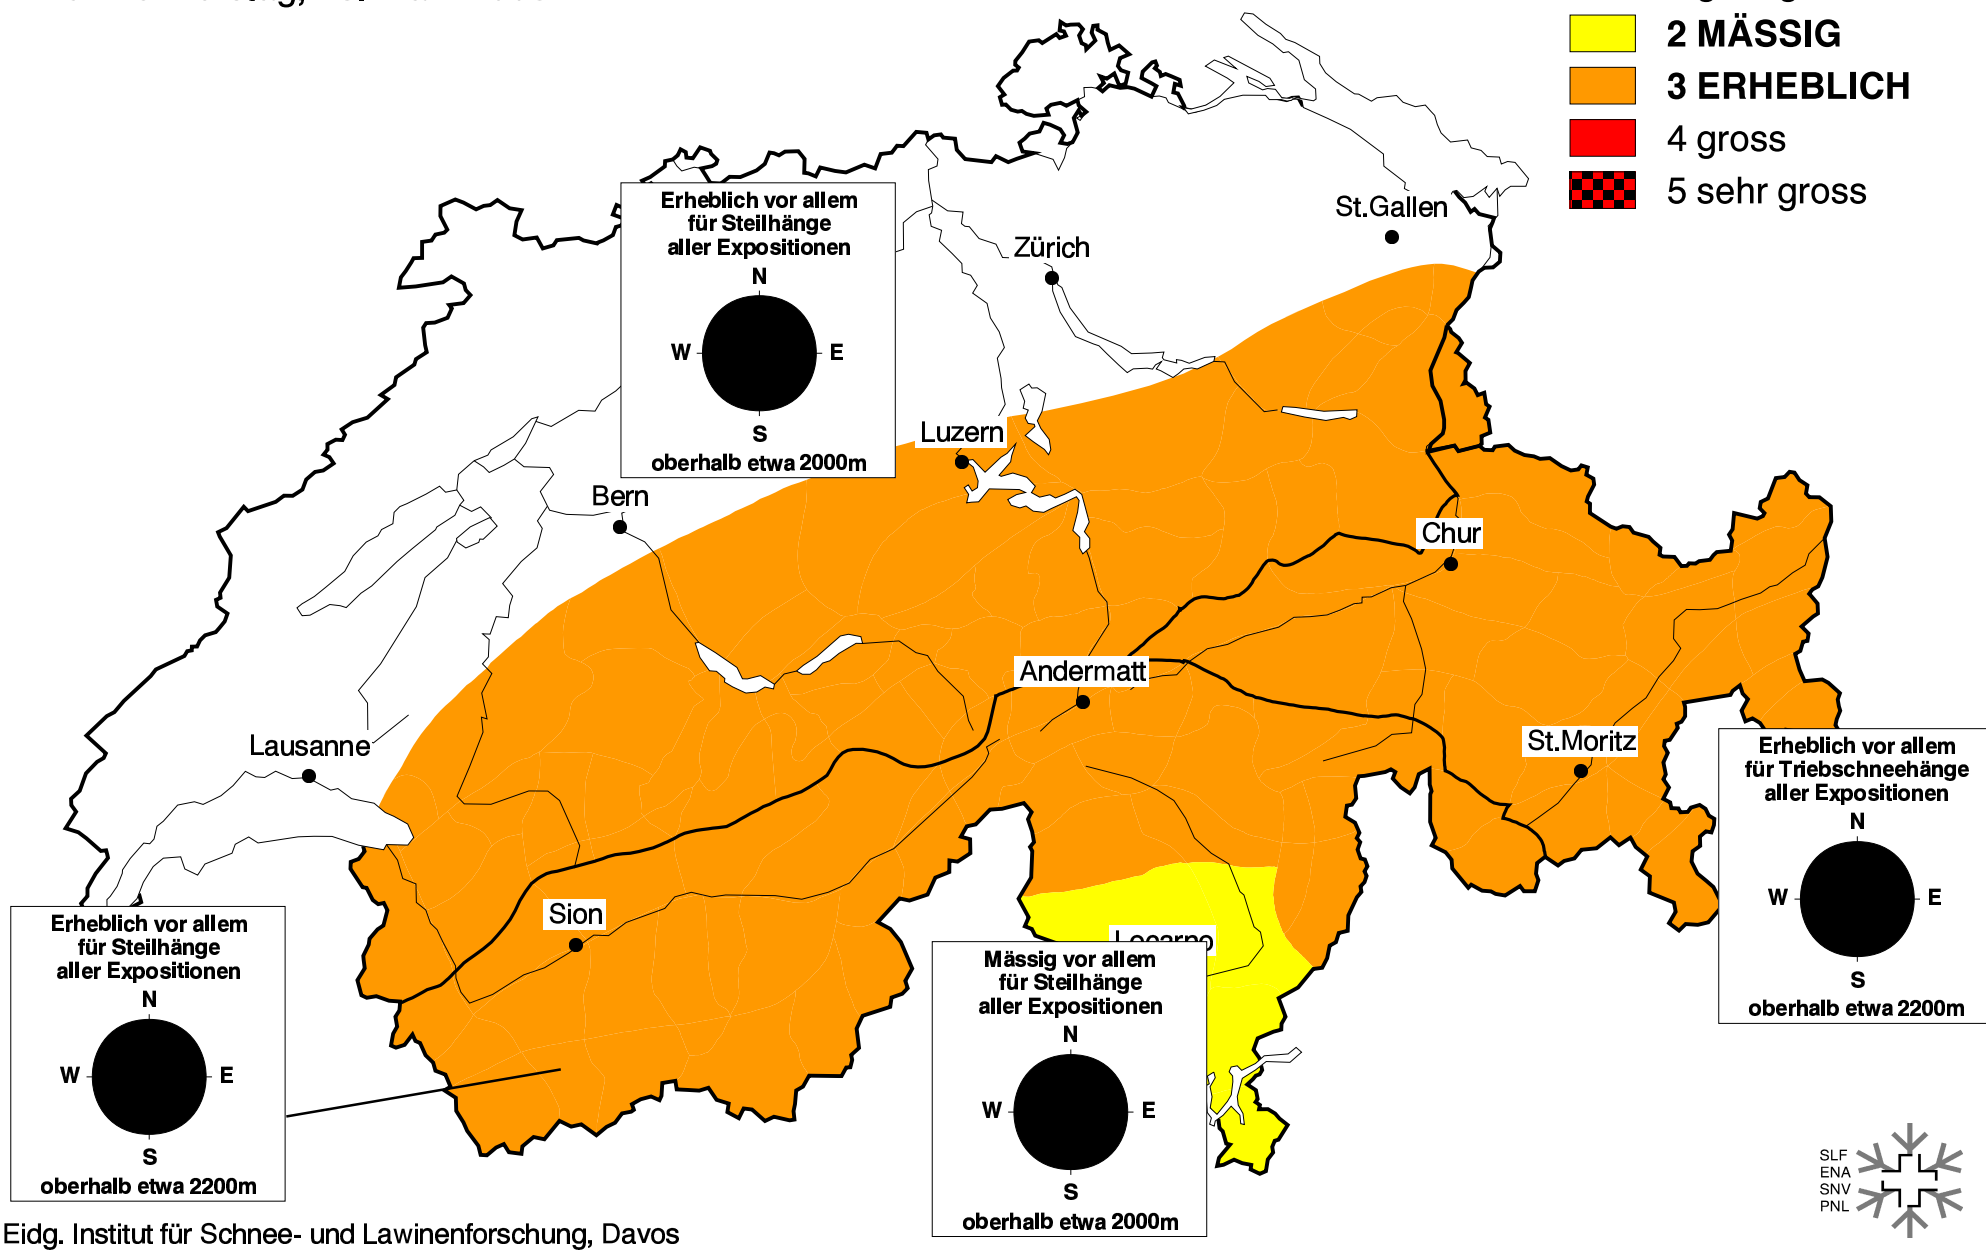 2 MÄSSIG
3 ERHEBLICH
4 gross
5 sehr gross
Erheblich vor allem
für Steilhänge
aller Expositionen
N
W E
S
oberhalb etwa 2000m
St.Gallen
Zürich
Luzern
Bern
Chur
Andermatt
Lausanne
St.Moritz
Erheblich vor allem
für Triebschneehänge
aller Expositionen
N
W E
S
oberhalb etwa 2200m
Sion
Erheblich vor allem
für Steilhänge
aller Expositionen
N
W E
S
oberhalb etwa 2200m
Locarno
Mässig vor allem
für Steilhänge
aller Expositionen
N
W E
S
oberhalb etwa 2000m
SLF
ENA
SNV
PNL
Eidg. Institut für Schnee- und Lawinenforschung, Davos